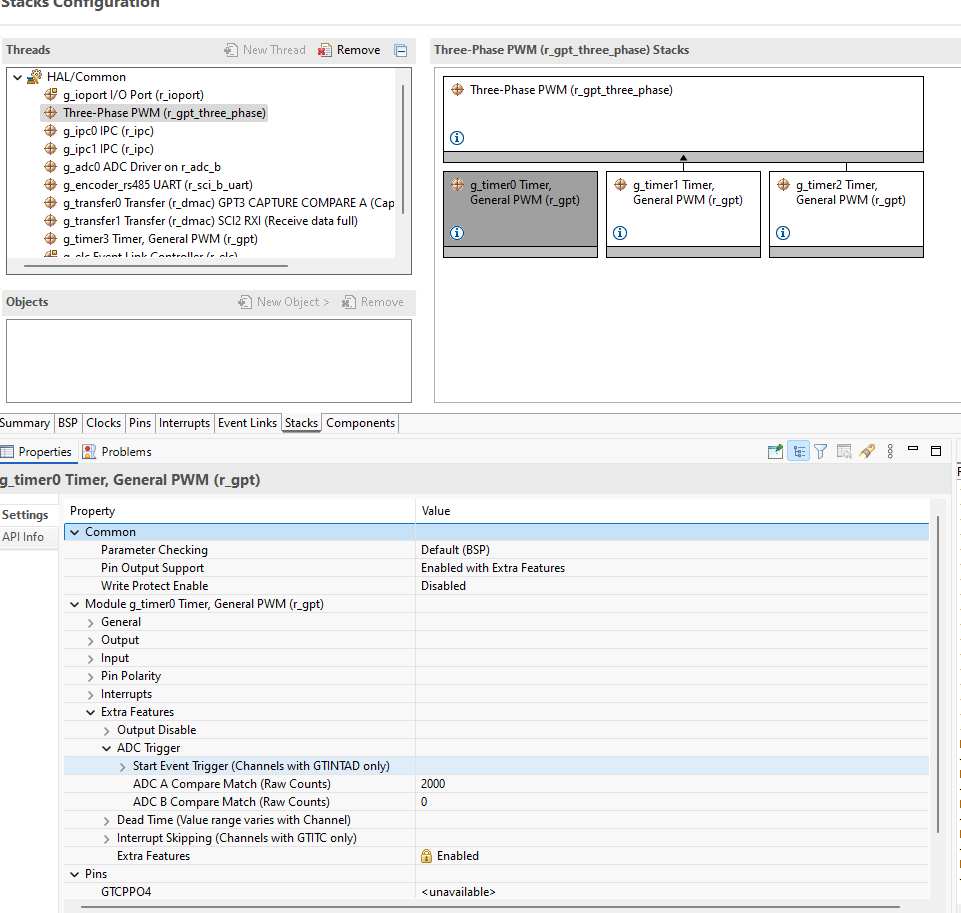 Stacks Configuration
Threads
New Thread
Remove
HAL/Common
g_ioport I/O Port (r_ioport)
Three-Phase PWM (r_gpt_three_phase)
g_ipc0 IPC (r_ipc)
g_ipc1 IPC (r_ipc)
g_adc0 ADC Driver on r_adc_b
g_encoder_rs485 UART (r_sci_b_uart)
g_transfer0 Transfer (r_dmac) GPT3 CAPTURE COMPARE A (Cap
g_transfer1 Transfer (r_dmac) SCI2 RXI (Receive data full)
g_timer3 Timer, General PWM (r_gpt)
g_elc Event Link Controller (r_elc)
Three-Phase PWM (r_gpt_three_phase) Stacks
Three-Phase PWM (r_gpt_three_phase)
g_timer0 Timer,
General PWM (r_gpt)
g_timer1 Timer,
General PWM (r_gpt)
g_timer2 Timer,
General PWM (r_gpt)
Objects
New Object >
Remove
Summary BSP Clocks Pins Interrupts Event Links Stacks Components
Properties Problems
g_timer0 Timer, General PWM (r_gpt)
Settings
API Info
Property Value
Common
Parameter Checking Default (BSP)
Pin Output Support Enabled with Extra Features
Write Protect Enable Disabled
Module g_timer0 Timer, General PWM (r_gpt)
General
Output
Input
Pin Polarity
Interrupts
Extra Features
Output Disable
ADC Trigger
Start Event Trigger (Channels with GTINTAD only)
ADC A Compare Match (Raw Counts) 2000
ADC B Compare Match (Raw Counts) 0
Dead Time (Value range varies with Channel)
Interrupt Skipping (Channels with GTITC only)
Extra Features Enabled
Pins
GTCPPO4 <unavailable>